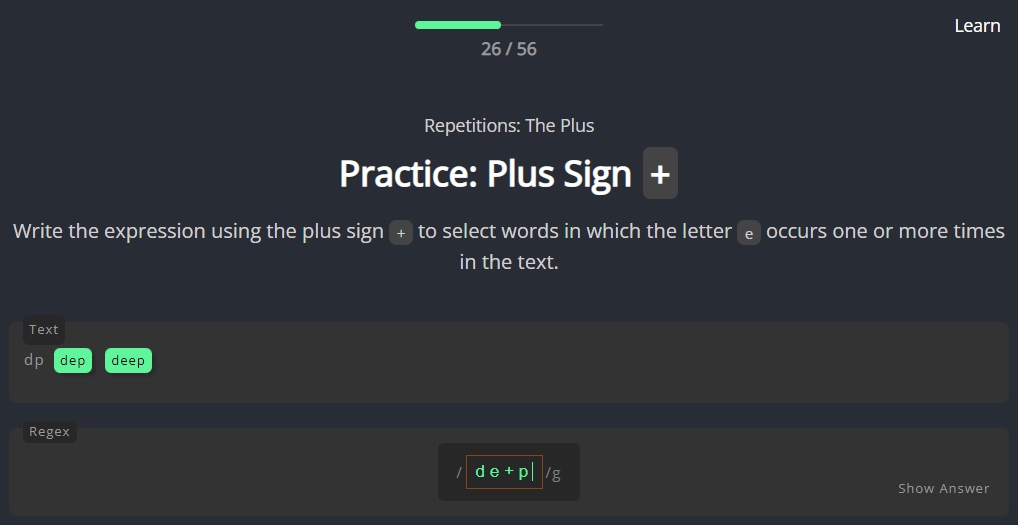 Learn
26 / 56
Repetitions: The Plus
Practice: Plus Sign +
Write the expression using the plus sign + to select words in which the letter e occurs one or more times
in the text.
Text
dp dep deep
Regex
/ de+p /g
Show Answer